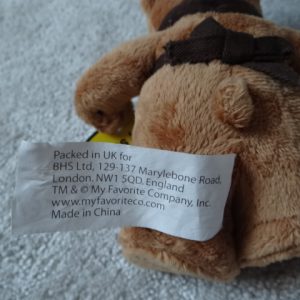 Packed in UK for
BHS Ltd, 129-137 Marylebone Road,
London. NW1 5QD. England
TM & © My Favorite Company, Inc.
www.myfavoriteco.com
Made in China